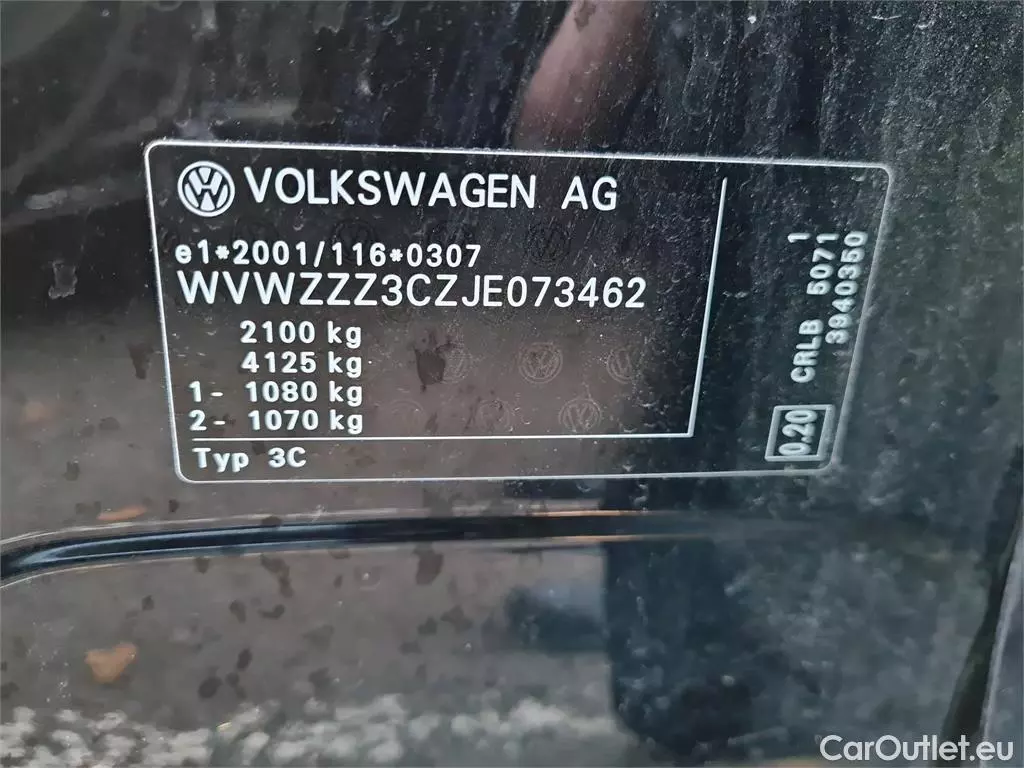 VOLKSWAGEN AG
e1*2001/116*0307
WVWZZZ3CZJE073462
2100 kg
4125 kg
1- 1080 kg
2- 1070 kg
Typ 3C
0.20 CRLB 5071 1
3940350
CarOutlet.eu